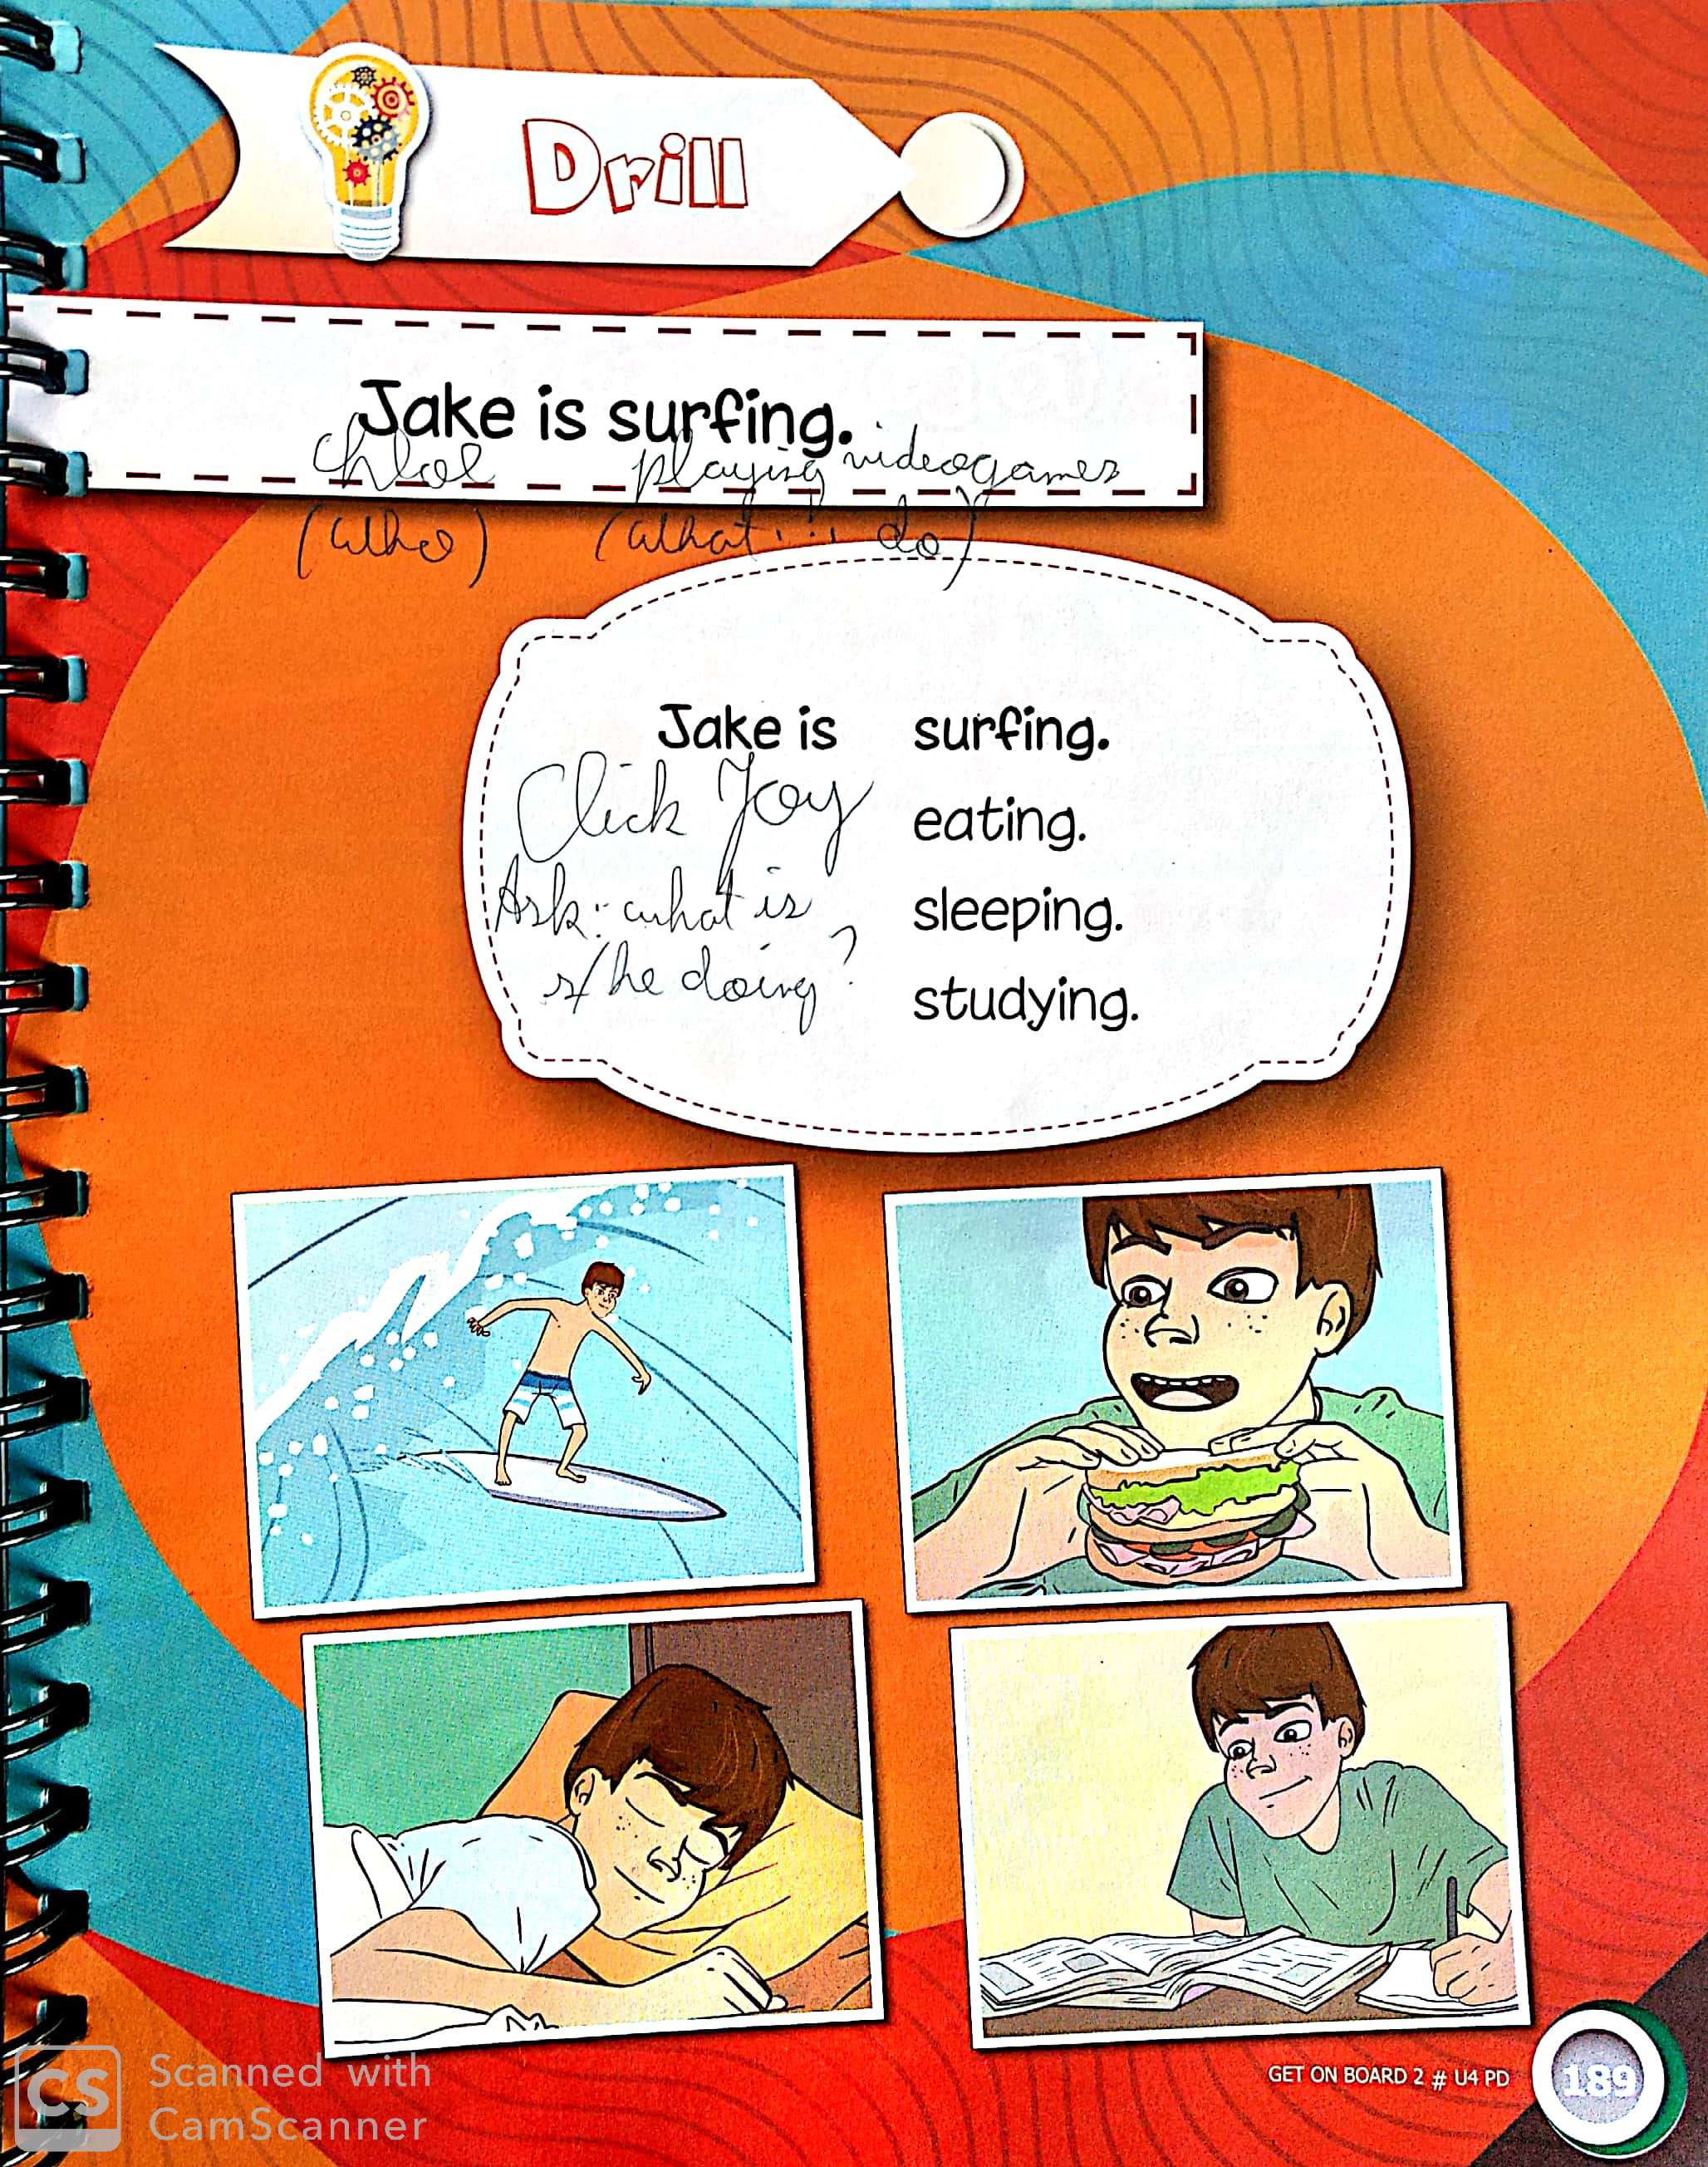 Drill
Jake is surfing.
Chloe playing videogames
(who) (what do)
Jake is surfing.
Click Joy
eating.
Ask: what is
sleeping.
s/he doing?
studying.
GET ON BOARD 2 # U4 PD
189
CS
Scanned with
CamScanner